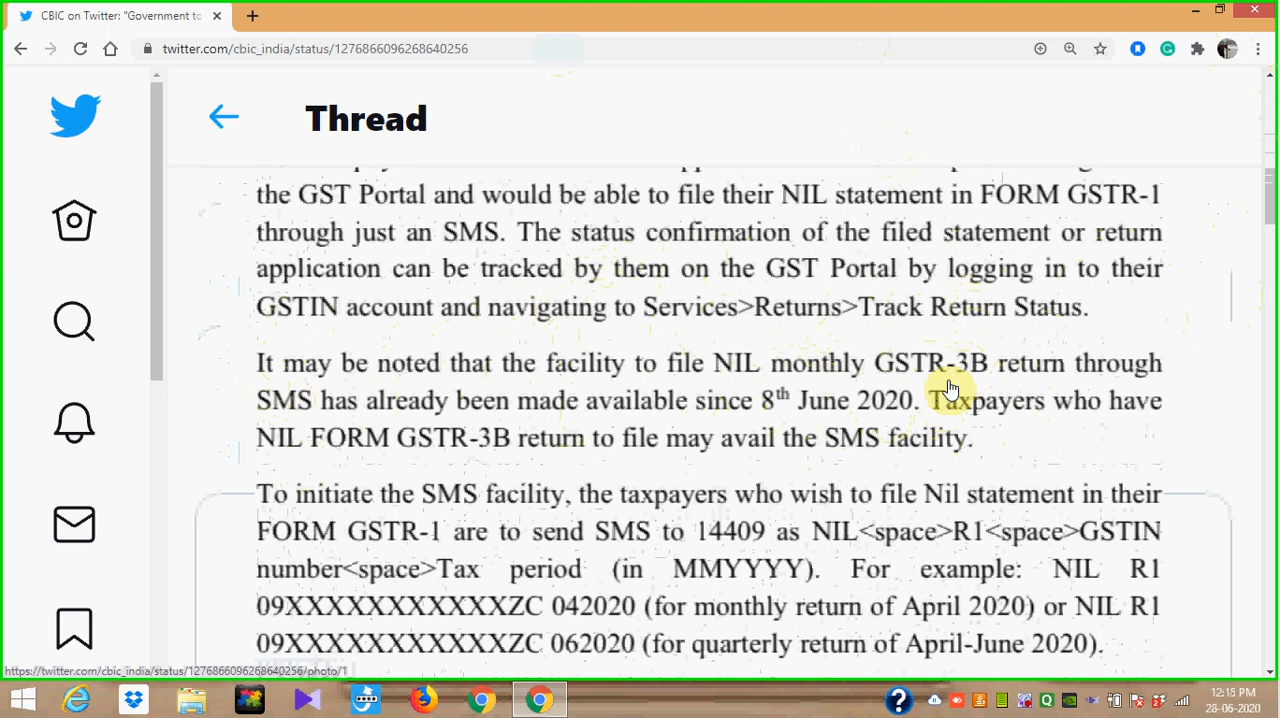 CBIC on Twitter: "Government to
twitter.com/cbic_india/status/1276866096268640256
Thread
the GST Portal and would be able to file their NIL statement in FORM GSTR-1
through just an SMS. The status confirmation of the filed statement or return
application can be tracked by them on the GST Portal by logging in to their
GSTIN account and navigating to Services>Returns>Track Return Status.
It may be noted that the facility to file NIL monthly GSTR-3B return through
SMS has already been made available since 8th June 2020. Taxpayers who have
NIL FORM GSTR-3B return to file may avail the SMS facility.
To initiate the SMS facility, the taxpayers who wish to file Nil statement in their
FORM GSTR-1 are to send SMS to 14409 as NIL<space>R1<space>GSTIN
number<space>Tax period (in MMYYYY). For example: NIL R1
09XXXXXXXXXXXZC 042020 (for monthly return of April 2020) or NIL R1
09XXXXXXXXXXXZC 062020 (for quarterly return of April-June 2020).
https://twitter.com/cbic_india/status/1276866096268640256/photo/1
12:15 PM
28-06-2020